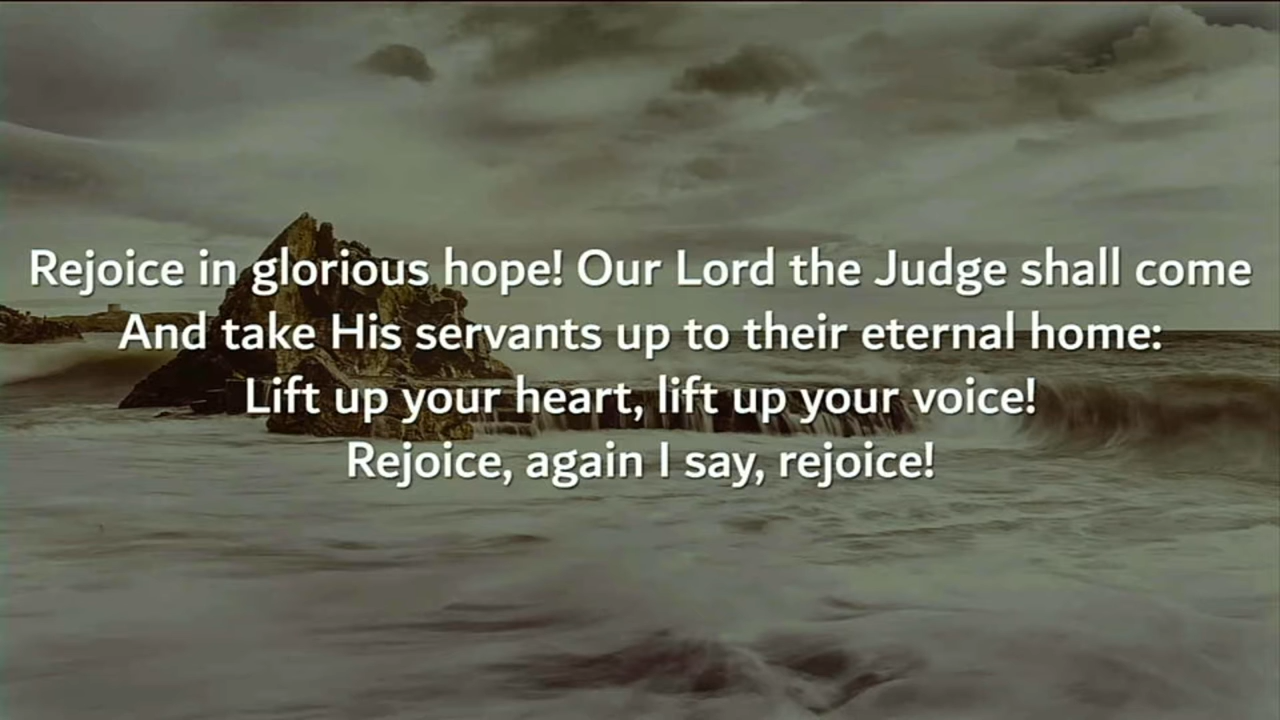 Rejoice in glorious hope! Our Lord the Judge shall come
And take His servants up to their eternal home:
Lift up your heart, lift up your voice!
Rejoice, again I say, rejoice!